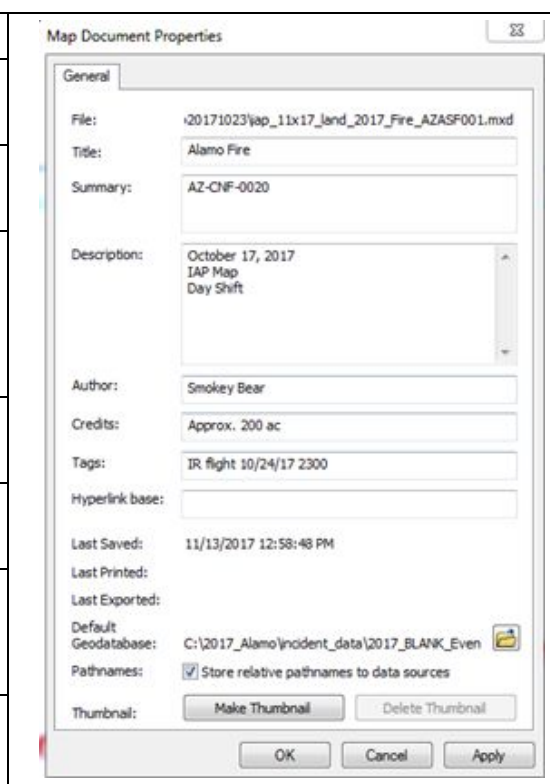 Map Document Properties
General
File: \20171023\iap_11x17_land_2017_Fire_AZASF001.mxd
Title: Alamo Fire
Summary: AZ-CNF-0020
Description: October 17, 2017
IAP Map
Day Shift
Author: Smokey Bear
Credits: Approx. 200 ac
Tags: IR flight 10/24/17 2300
Hyperlink base:
Last Saved: 11/13/2017 12:58:48 PM
Last Printed:
Last Exported:
Default
Geodatabase: C:\2017_Alamo\incident_data\2017_BLANK_Even
Pathnames: Store relative pathnames to data sources
Thumbnail: Make Thumbnail Delete Thumbnail
OK Cancel Apply